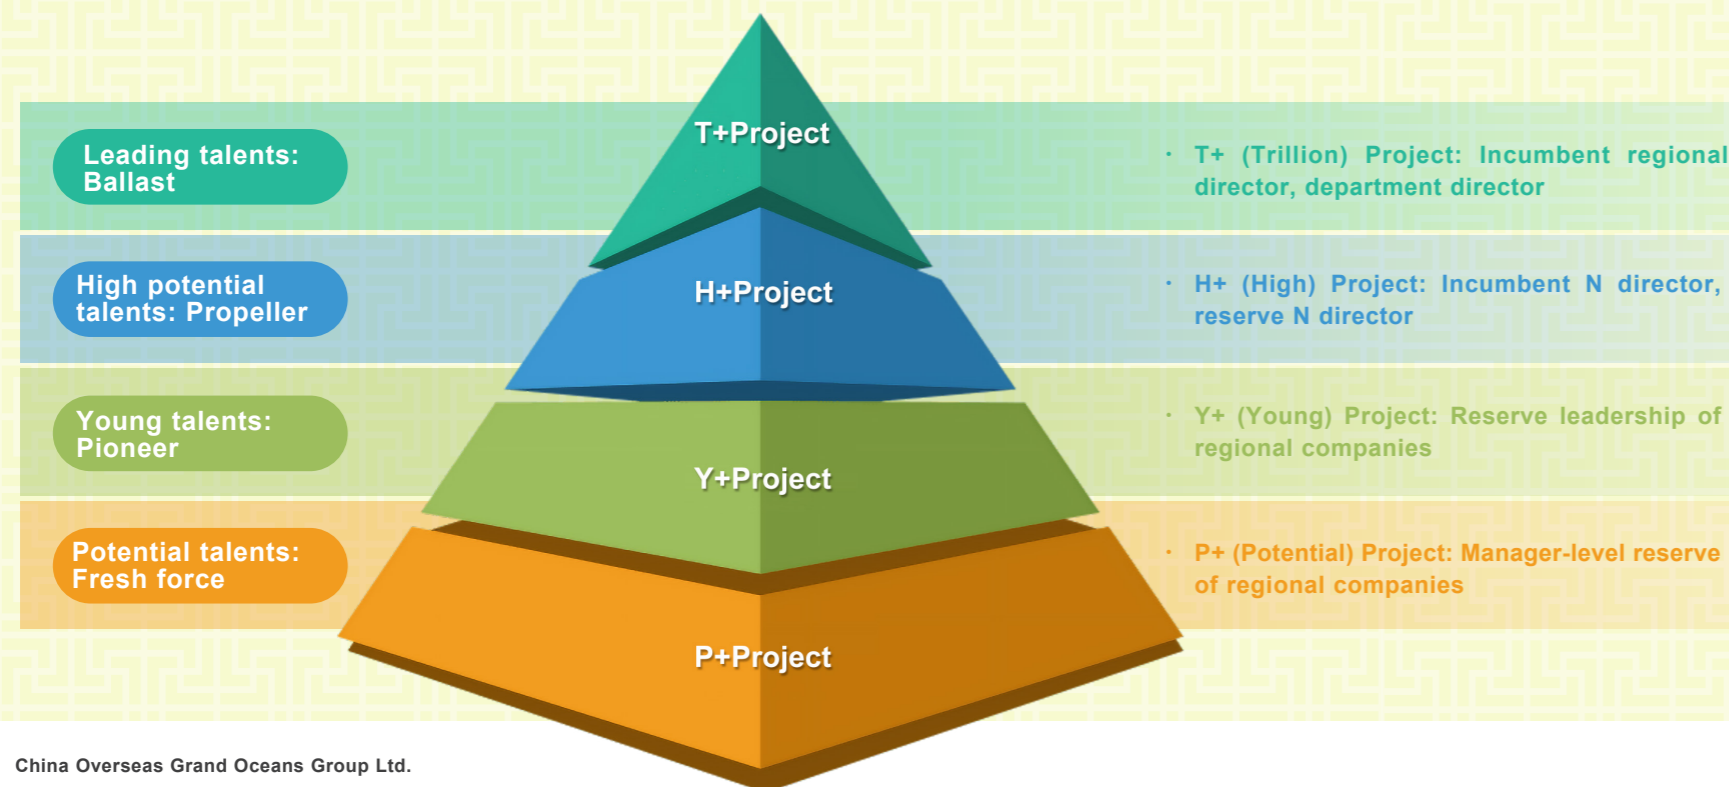 T+Project
Leading talents:
Ballast
· T+ (Trillion) Project: Incumbent regional
director, department director
High potential
talents: Propeller
H+Project
· H+ (High) Project: Incumbent N director,
reserve N director
Young talents:
Pioneer
Y+Project
· Y+ (Young) Project: Reserve leadership of
regional companies
Potential talents:
Fresh force
P+Project
· P+ (Potential) Project: Manager-level reserve
of regional companies
China Overseas Grand Oceans Group Ltd.